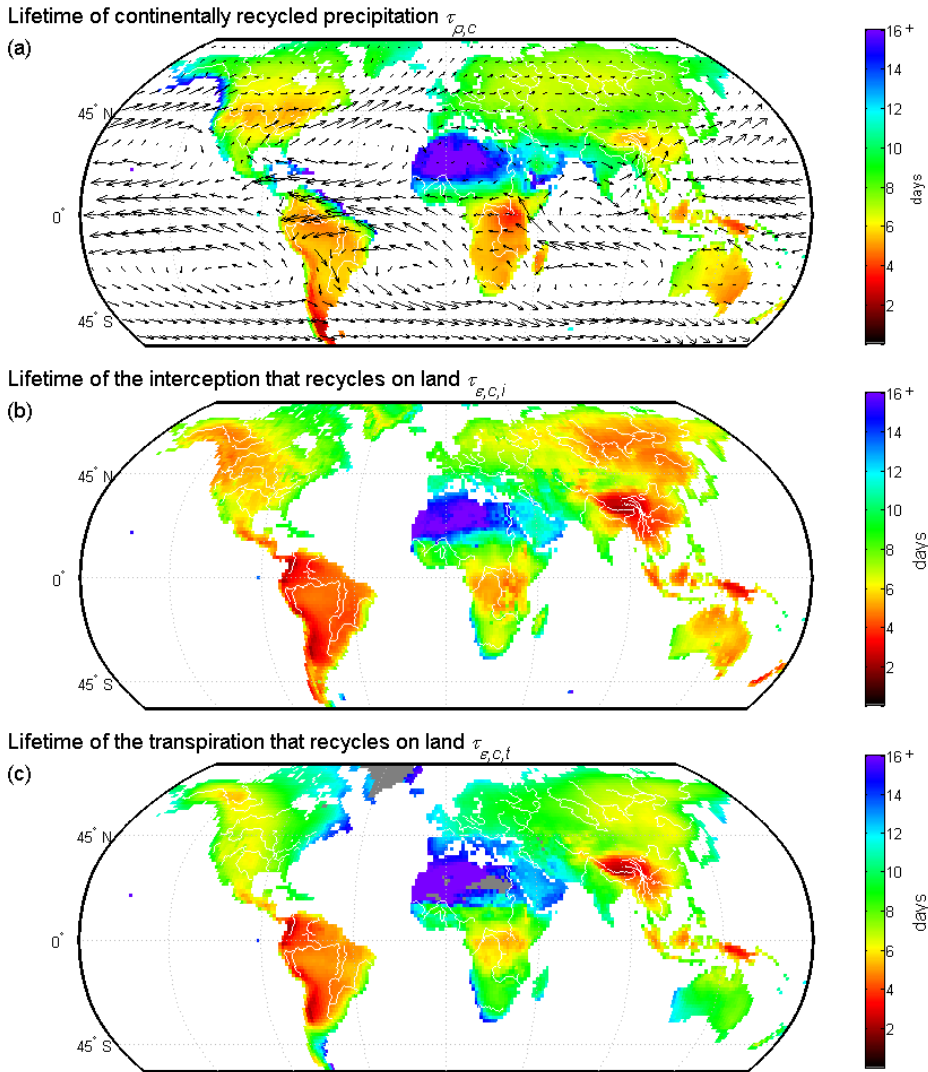 Lifetime of continentally recycled precipitation τρ,c
(a)
45° N
0°
45° S
16 +
14
12
10
8
6
4
2
days
Lifetime of the interception that recycles on land τε,c,i
(b)
45° N
0°
45° S
16 +
14
12
10
8
6
4
2
days
Lifetime of the transpiration that recycles on land τε,c,t
(c)
45° N
0°
45° S
16 +
14
12
10
8
6
4
2
days